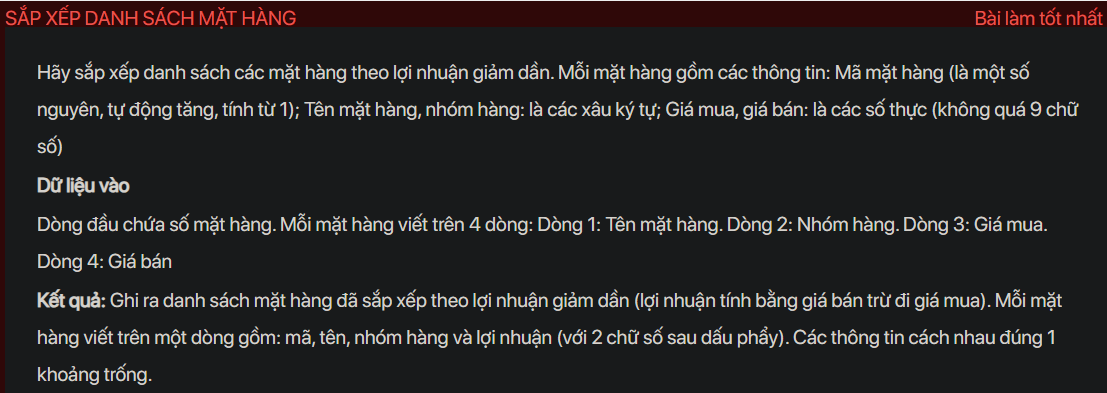 SẮP XẾP DANH SÁCH MẶT HÀNG
Bài làm tốt nhất
Hãy sắp xếp danh sách các mặt hàng theo lợi nhuận giảm dần. Mỗi mặt hàng gồm các thông tin: Mã mặt hàng (là một số
nguyên, tự động tăng, tính từ 1); Tên mặt hàng, nhóm hàng: là các xâu ký tự; Giá mua, giá bán: là các số thực (không quá 9 chữ
số)
Dữ liệu vào
Dòng đầu chứa số mặt hàng. Mỗi mặt hàng viết trên 4 dòng: Dòng 1: Tên mặt hàng. Dòng 2: Nhóm hàng. Dòng 3: Giá mua.
Dòng 4: Giá bán
Kết quả: Ghi ra danh sách mặt hàng đã sắp xếp theo lợi nhuận giảm dần (lợi nhuận tính bằng giá bán trừ đi giá mua). Mỗi mặt
hàng viết trên một dòng gồm: mã, tên, nhóm hàng và lợi nhuận (với 2 chữ số sau dấu phẩy). Các thông tin cách nhau đúng 1
khoảng trống.